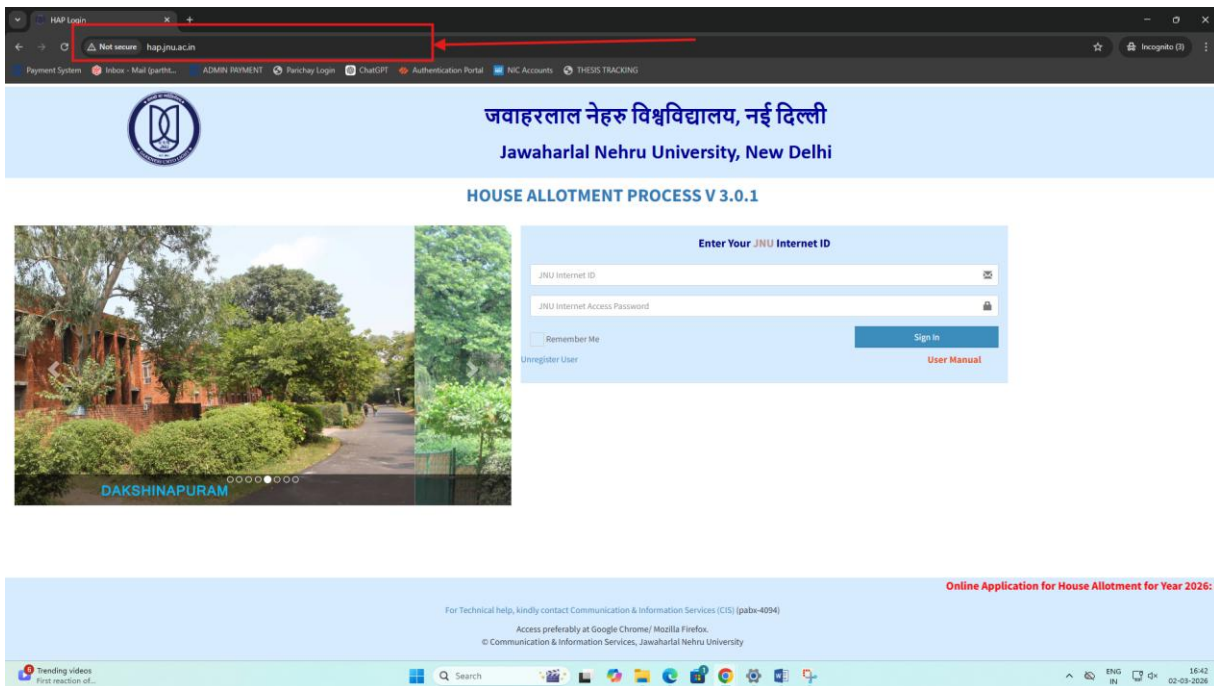 HAP Login
Not secure hap.jnu.ac.in
Incognito (3)
Payment System Inbox - Mail (partht... ADMIN PAYMENT Panchay Login ChatGPT Authentication Portal NIC Accounts THESIS TRACKING
जवाहरलाल नेहरु विश्वविद्यालय, नई दिल्ली
Jawaharlal Nehru University, New Delhi
HOUSE ALLOTMENT PROCESS V 3.0.1
Enter Your JNU Internet ID
JNU Internet ID
JNU Internet Access Password
Remember Me
Sign In
Unregister User
User Manual
DAKSHINAPURAM
Online Application for House Allotment for Year 2026:
For Technical help, kindly contact Communication & Information Services (CIS) (pabx-4094)
Access preferably at Google Chrome/ Mozilla Firefox.
© Communication & Information Services, Jawaharlal Nehru University
6
Trending videos
First reaction of...
Search
ENG
IN
16:42
02-03-2026